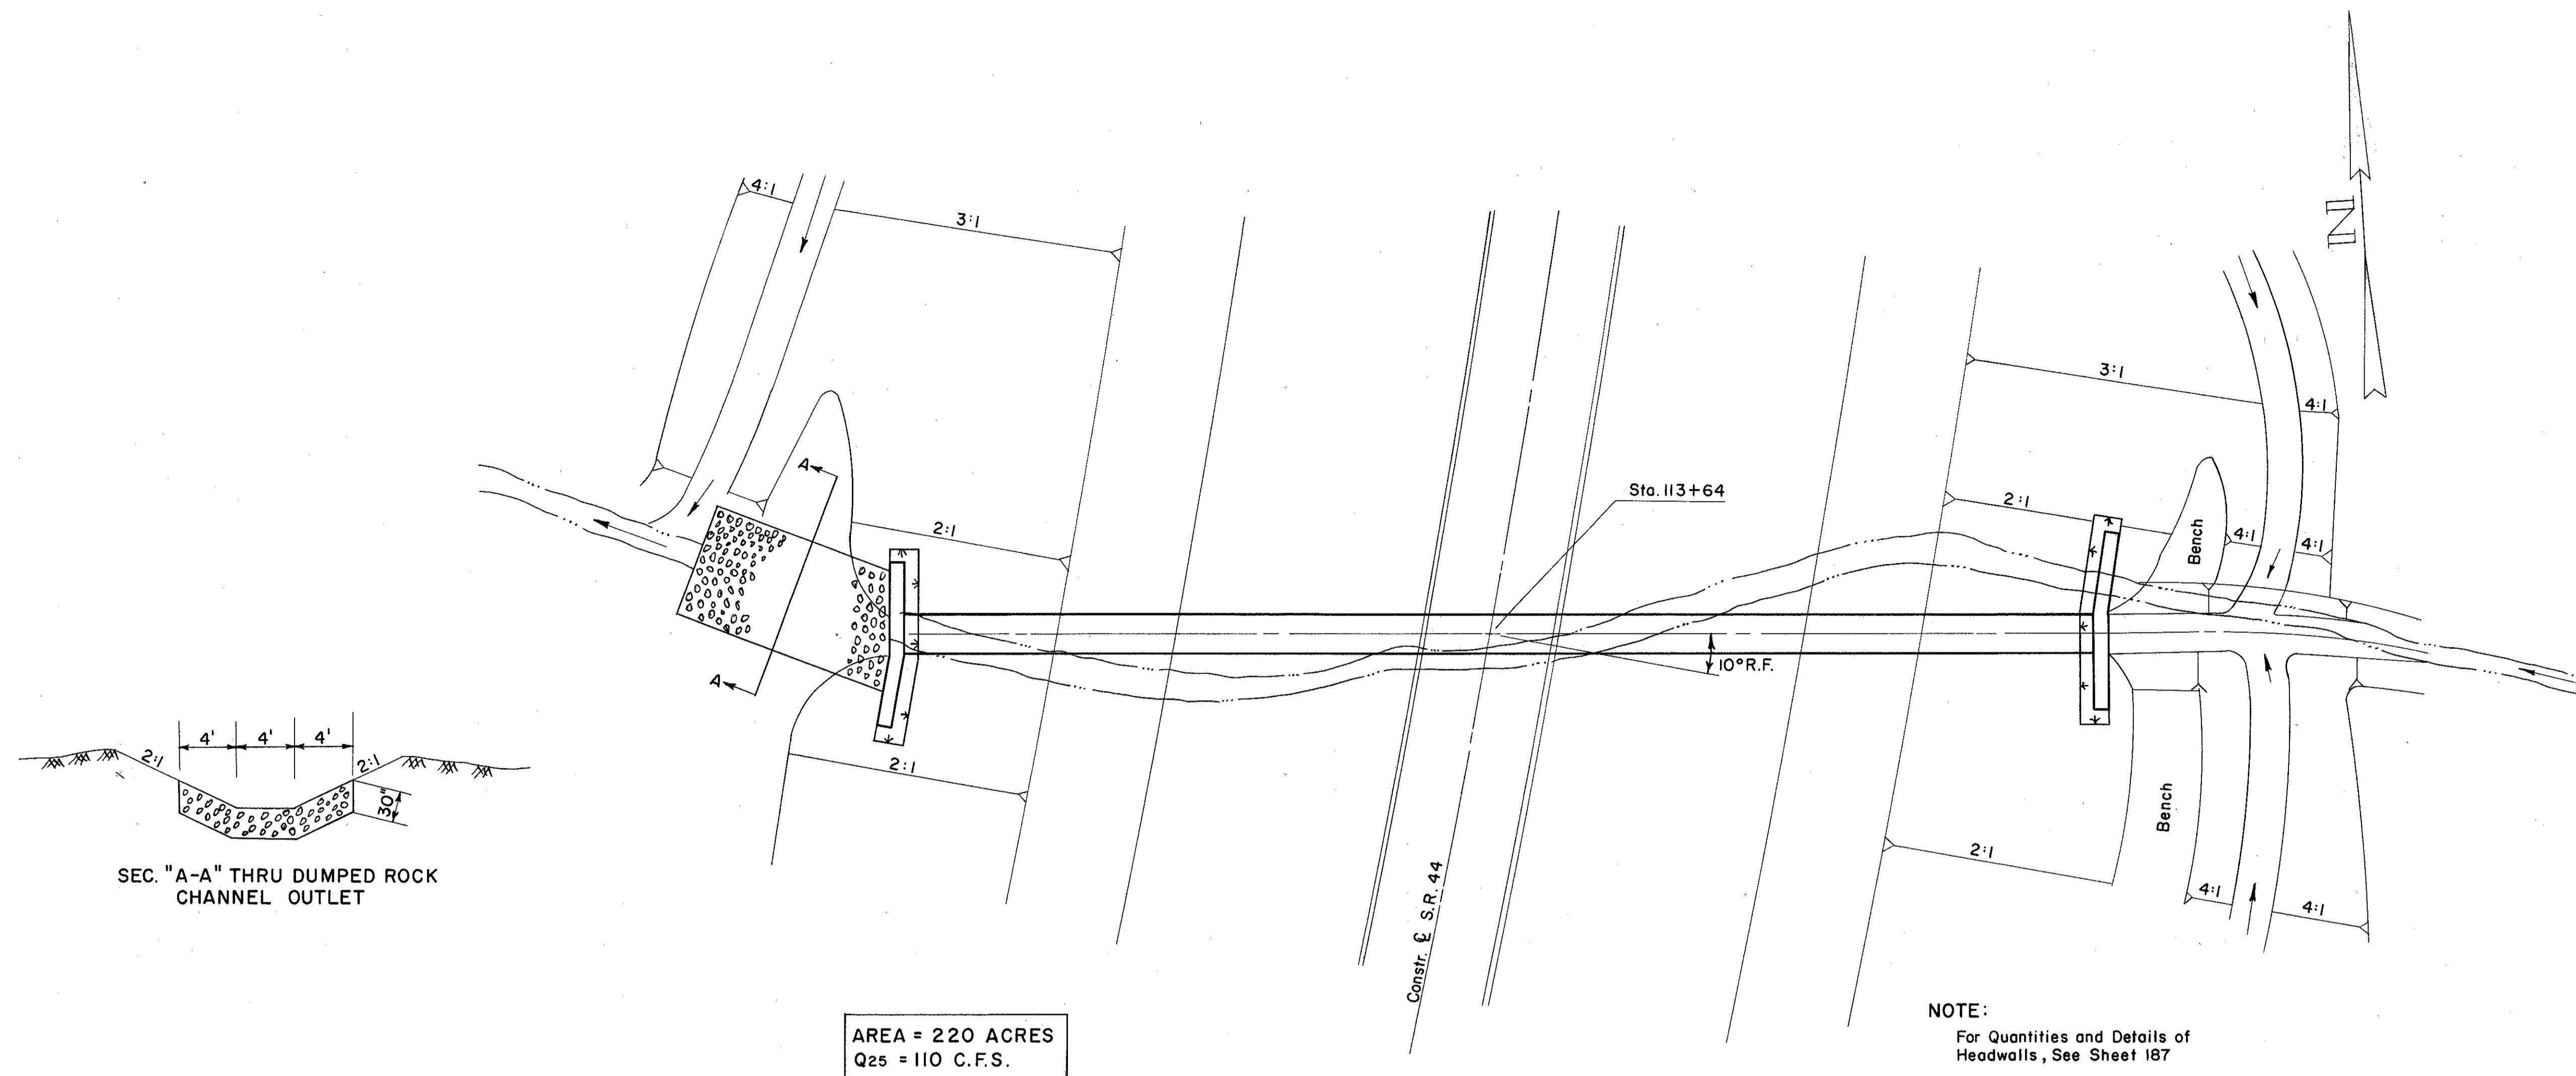 N
4:1
3:1
3:1
4:1
A
Sta. 113+64
2:1
2:1
Bench
4:1
4:1
10° R.F.
A
4' 4' 4'
2:1
2:1
30"
2:1
Bench
2:1
SEC. "A-A" THRU DUMPED ROCK
CHANNEL OUTLET
4:1
4:1
Constr. ℄ S.R. 44
AREA = 220 ACRES
Q25 = 110 C.F.S.
NOTE:
For Quantities and Details of
Headwalls, See Sheet 187